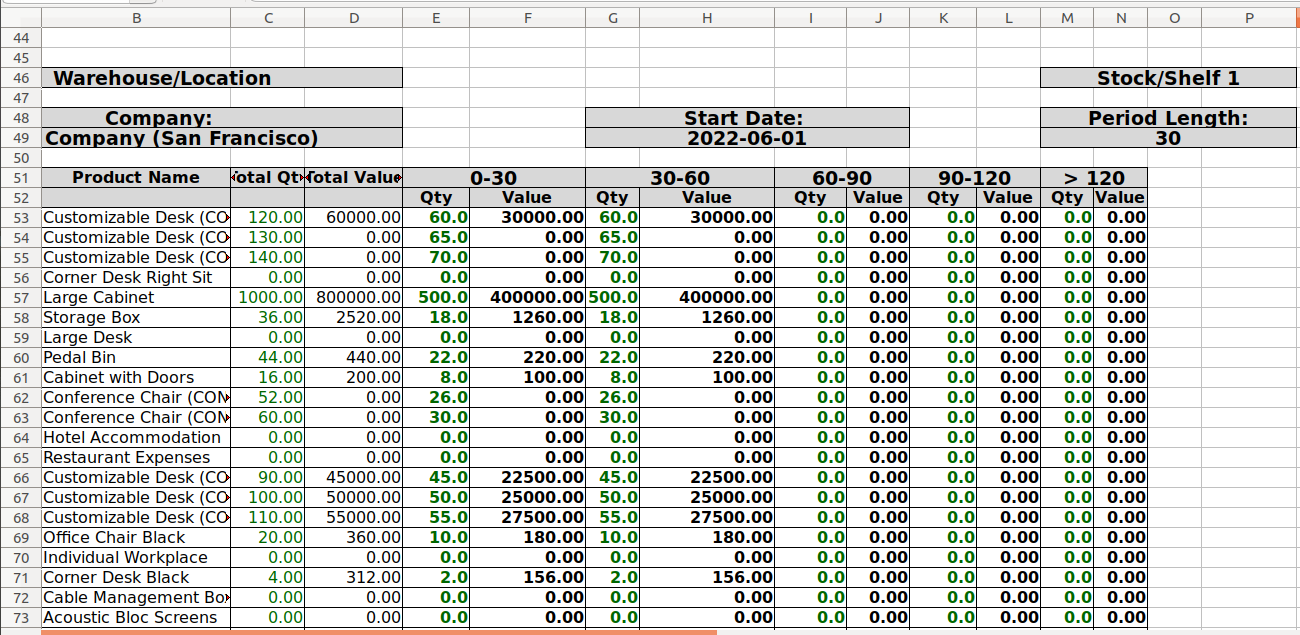 B C D E F G H I J K L M N O P
44
45
46 Warehouse/Location Stock/Shelf 1
47
48 Company: Start Date: Period Length:
49 Company (San Francisco) 2022-06-01 30
50
51 Product Name otal Qt Total Value 0-30 30-60 60-90 90-120 > 120
52 Qty Value Qty Value Qty Value Qty Value Qty Value
53 Customizable Desk (CO 120.00 60000.00 60.0 30000.00 60.0 30000.00 0.0 0.00 0.0 0.00 0.0 0.00
54 Customizable Desk (CO 130.00 0.00 65.0 0.00 65.0 0.00 0.0 0.00 0.0 0.00 0.0 0.00
55 Customizable Desk (CO 140.00 0.00 70.0 0.00 70.0 0.00 0.0 0.00 0.0 0.00 0.0 0.00
56 Corner Desk Right Sit 0.00 0.00 0.0 0.00 0.0 0.00 0.0 0.00 0.0 0.00 0.0 0.00
57 Large Cabinet 1000.00 800000.00 500.0 400000.00 500.0 400000.00 0.0 0.00 0.0 0.00 0.0 0.00
58 Storage Box 36.00 2520.00 18.0 1260.00 18.0 1260.00 0.0 0.00 0.0 0.00 0.0 0.00
59 Large Desk 0.00 0.00 0.0 0.00 0.0 0.00 0.0 0.00 0.0 0.00 0.0 0.00
60 Pedal Bin 44.00 440.00 22.0 220.00 22.0 220.00 0.0 0.00 0.0 0.00 0.0 0.00
61 Cabinet with Doors 16.00 200.00 8.0 100.00 8.0 100.00 0.0 0.00 0.0 0.00 0.0 0.00
62 Conference Chair (CON 52.00 0.00 26.0 0.00 26.0 0.00 0.0 0.00 0.0 0.00 0.0 0.00
63 Conference Chair (CON 60.00 0.00 30.0 0.00 30.0 0.00 0.0 0.00 0.0 0.00 0.0 0.00
64 Hotel Accommodation 0.00 0.00 0.0 0.00 0.0 0.00 0.0 0.00 0.0 0.00 0.0 0.00
65 Restaurant Expenses 0.00 0.00 0.0 0.00 0.0 0.00 0.0 0.00 0.0 0.00 0.0 0.00
66 Customizable Desk (CO 90.00 45000.00 45.0 22500.00 45.0 22500.00 0.0 0.00 0.0 0.00 0.0 0.00
67 Customizable Desk (CO 100.00 50000.00 50.0 25000.00 50.0 25000.00 0.0 0.00 0.0 0.00 0.0 0.00
68 Customizable Desk (CO 110.00 55000.00 55.0 27500.00 55.0 27500.00 0.0 0.00 0.0 0.00 0.0 0.00
69 Office Chair Black 20.00 360.00 10.0 180.00 10.0 180.00 0.0 0.00 0.0 0.00 0.0 0.00
70 Individual Workplace 0.00 0.00 0.0 0.00 0.0 0.00 0.0 0.00 0.0 0.00 0.0 0.00
71 Corner Desk Black 4.00 312.00 2.0 156.00 2.0 156.00 0.0 0.00 0.0 0.00 0.0 0.00
72 Cable Management Bo 0.00 0.00 0.0 0.00 0.0 0.00 0.0 0.00 0.0 0.00 0.0 0.00
73 Acoustic Bloc Screens 0.00 0.00 0.0 0.00 0.0 0.00 0.0 0.00 0.0 0.00 0.0 0.00